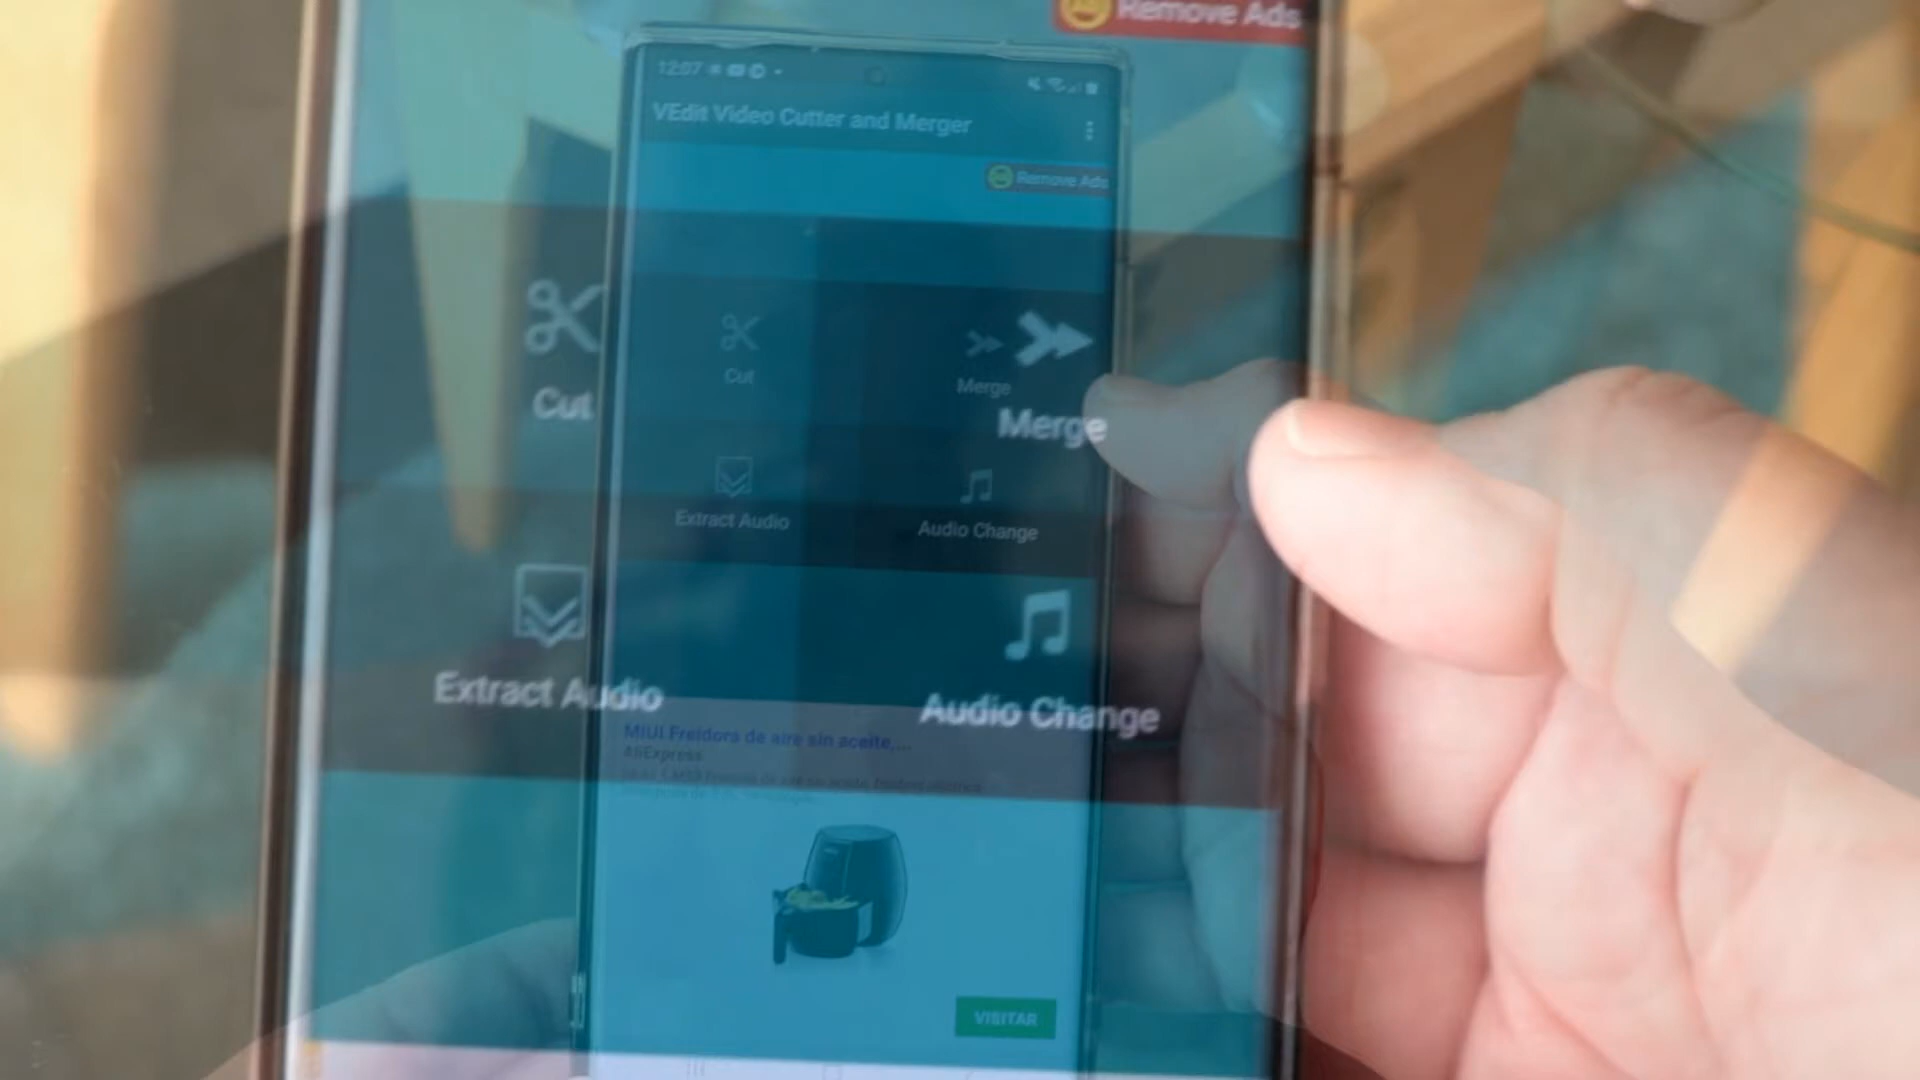 Remove Ads
12:07
VEdit Video Cutter and Merger
Remove Ads
Cut
Merge
Cut
Merge
Extract Audio
Audio Change
Extract Audio
Audio Change
MIUI Freidora de aire sin aceite,...
AliExpress
VISITAR